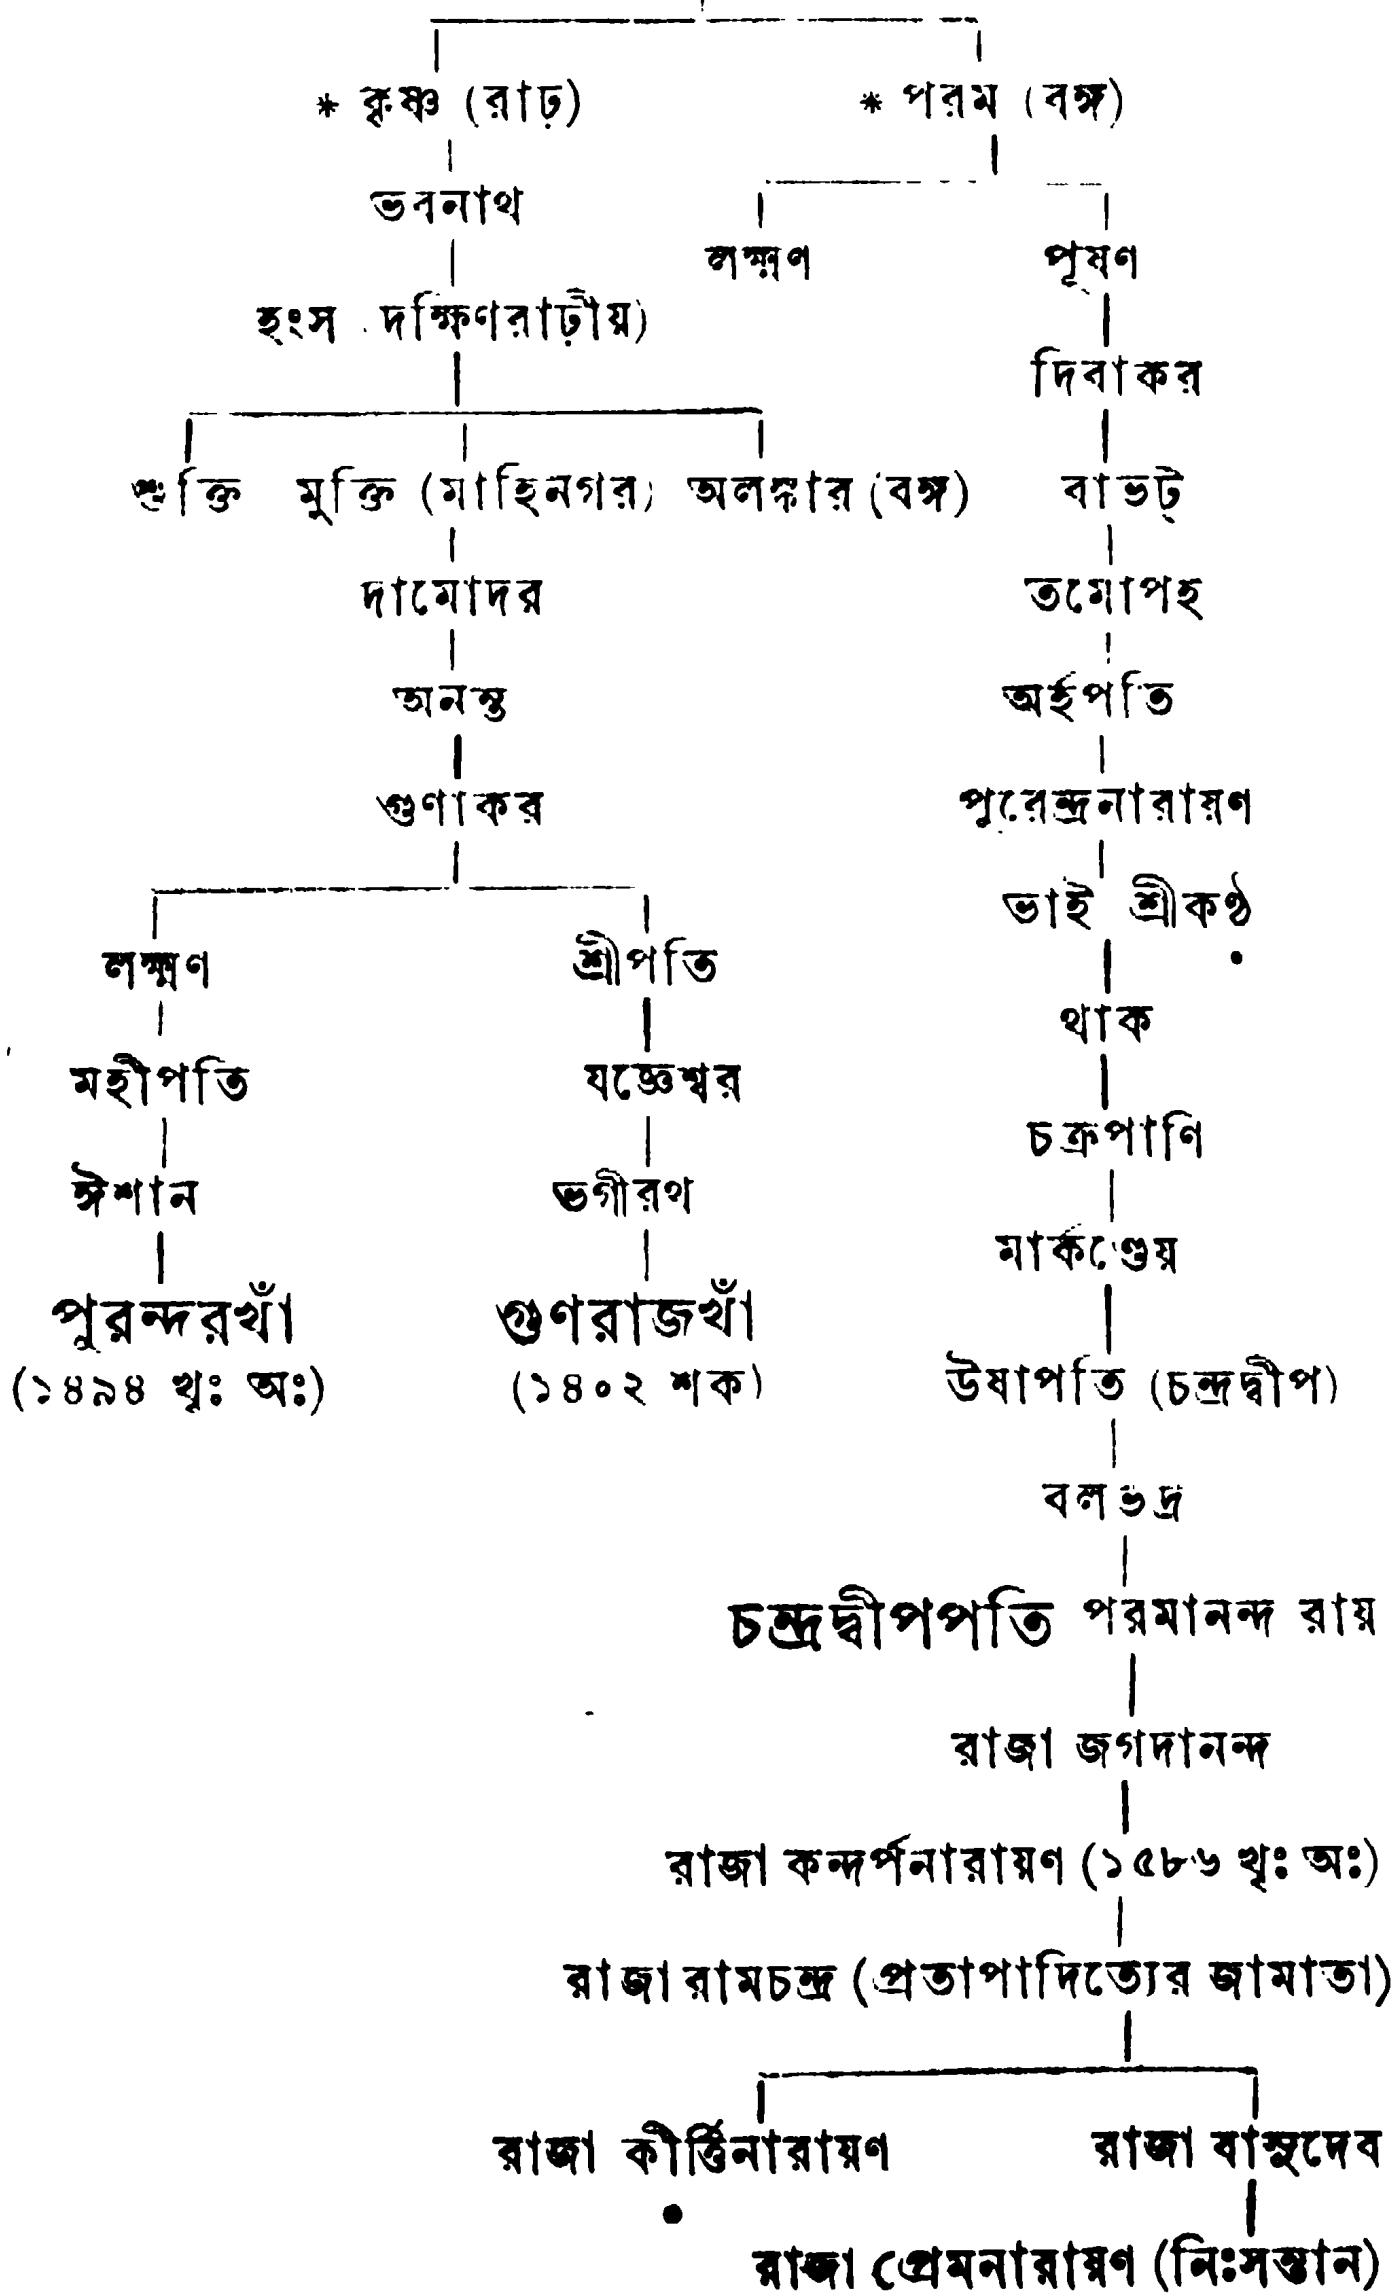 * কৃষ্ণ (রাঢ়) * পরম (বঙ্গ)
ভবনাথ
লক্ষ্মণ পূষণ
হংস দক্ষিণরাঢ়ীয়)
দিবাকর
শুক্তি মুক্তি (মাহিনগর) অলঙ্কার (বঙ্গ) বাভট্
দামোদর তমোপহ
অনন্ত অর্হপতি
গুণাকর পুরেন্দ্রনারায়ণ
ভাই শ্রীকণ্ঠ
লক্ষ্মণ শ্রীপতি
থাক
মহীপতি যজ্ঞেশ্বর
চক্রপাণি
ঈশান ভগীরথ
মার্কণ্ডেয়
পুরন্দরখাঁ গুণরাজখাঁ
(১৪৯৪ খৃঃ অঃ) (১৪০২ শক) উষাপতি (চন্দ্রদ্বীপ)
বলভদ্র
চন্দ্রদ্বীপপতি পরমানন্দ রায়
রাজা জগদানন্দ
রাজা কন্দর্পনারায়ণ (১৫৮৬ খৃঃ অঃ)
রাজা রামচন্দ্র (প্রতাপাদিত্যের জামাতা)
রাজা কীর্ত্তিনারায়ণ রাজা বাসুদেব
রাজা প্রেমনারায়ণ (নিঃসন্তান)